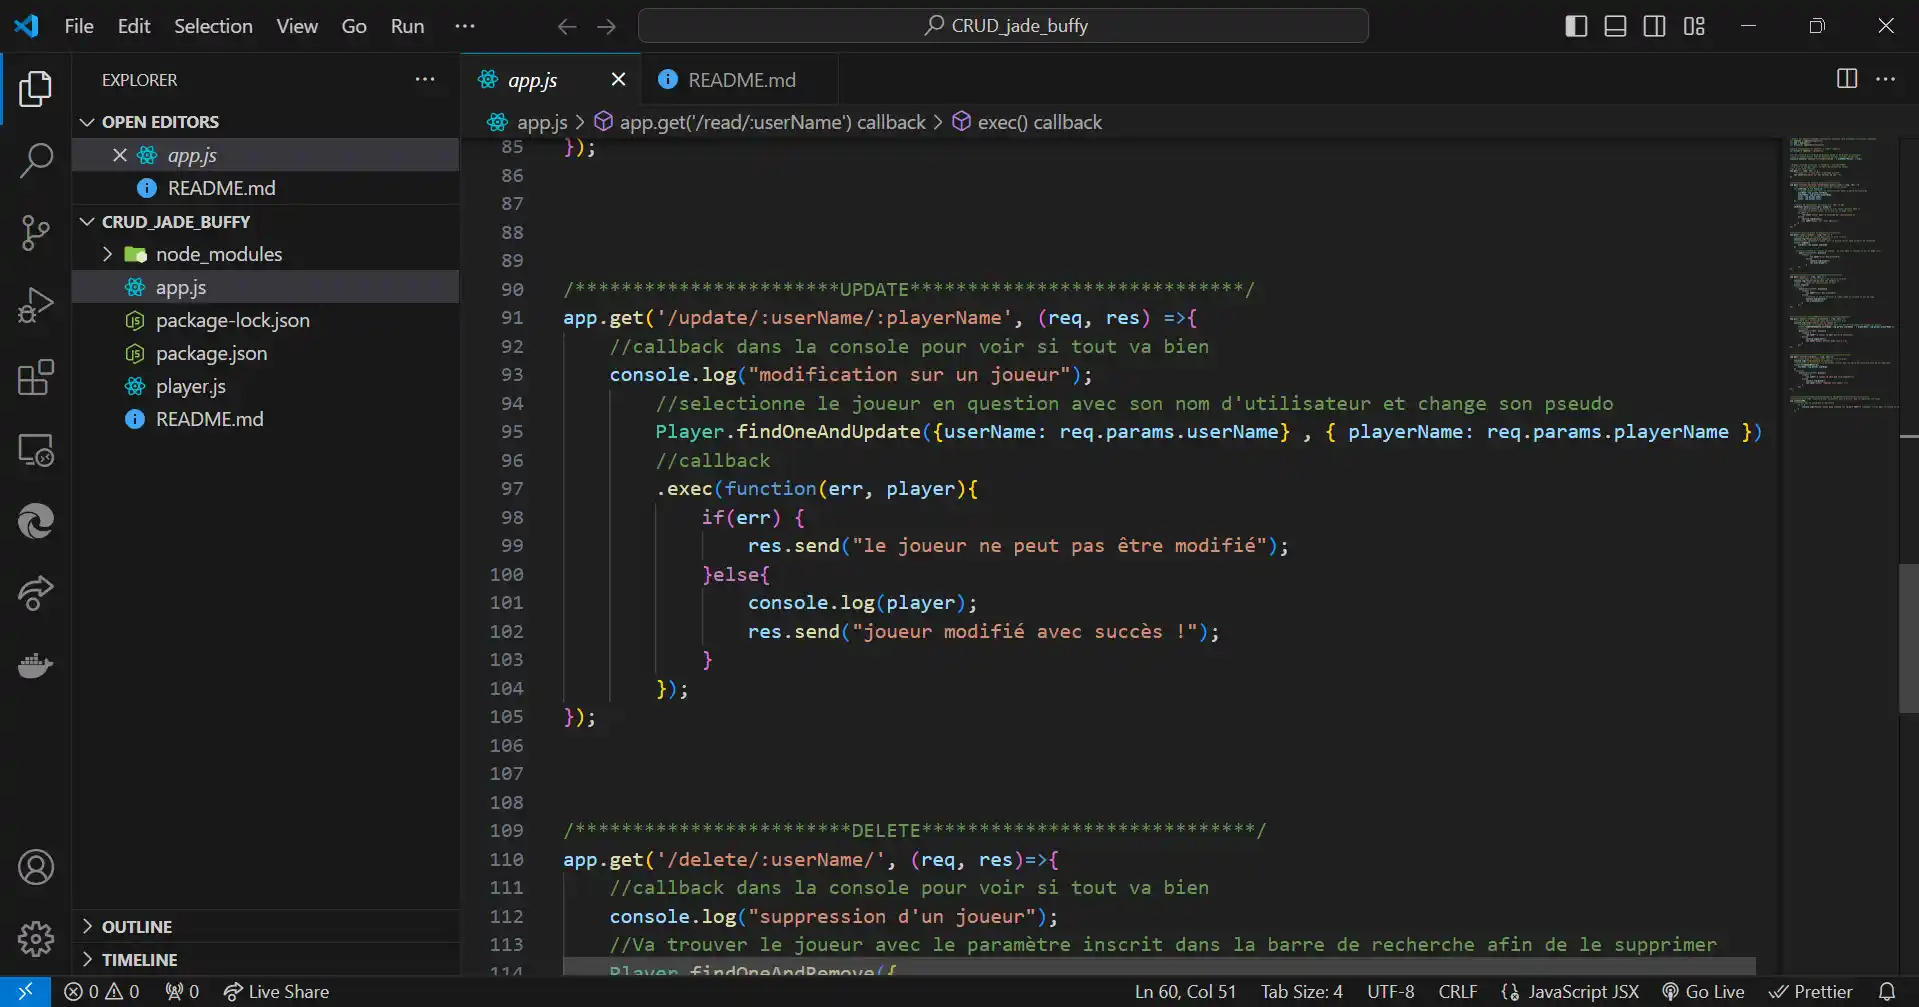 File Edit Selection View Go Run ···
CRUD_jade_buffy
EXPLORER
OPEN EDITORS
app.js
README.md
CRUD_JADE_BUFFY
node_modules
app.js
package-lock.json
package.json
player.js
README.md
OUTLINE
TIMELINE
app.js README.md
app.js > app.get('/read/:userName') callback > exec() callback
85 });
86
87
88
89
90 /***********************UPDATE*****************************/
91 app.get('/update/:userName/:playerName', (req, res) =>{
92 //callback dans la console pour voir si tout va bien
93 console.log("modification sur un joueur");
94 //selectionne le joueur en question avec son nom d'utilisateur et change son pseudo
95 Player.findOneAndUpdate({userName: req.params.userName} , { playerName: req.params.playerName })
96 //callback
97 .exec(function(err, player){
98 if(err) {
99 res.send("le joueur ne peut pas être modifié");
100 }else{
101 console.log(player);
102 res.send("joueur modifié avec succès !");
103 }
104 });
105 });
106
107
108
109 /************************DELETE*****************************/
110 app.get('/delete/:userName/', (req, res)=>{
111 //callback dans la console pour voir si tout va bien
112 console.log("suppression d'un joueur");
113 //Va trouver le joueur avec le paramètre inscrit dans la barre de recherche afin de le supprimer
114 Player.findOneAndRemove({
0 0 0 Live Share Ln 60, Col 51 Tab Size: 4 UTF-8 CRLF JavaScript JSX Go Live Prettier